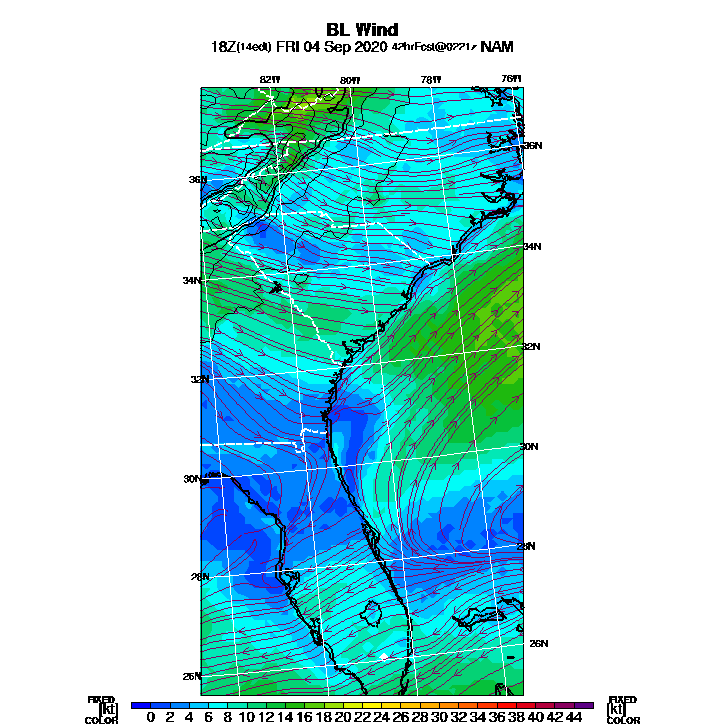 BL Wind
18Z(14edt) FRI 04 Sep 2020 42hrFcst@0221z NAM
82W 80W 78W 76W
36N
36N
34N
34N
32N
32N
30N
30N
28N
28N
26N
26N
FIXED FIXED
[kt] 0 2 4 6 8 10 12 14 16 18 20 22 24 26 28 30 32 34 36 38 40 42 44 [kt]
COLOR COLOR